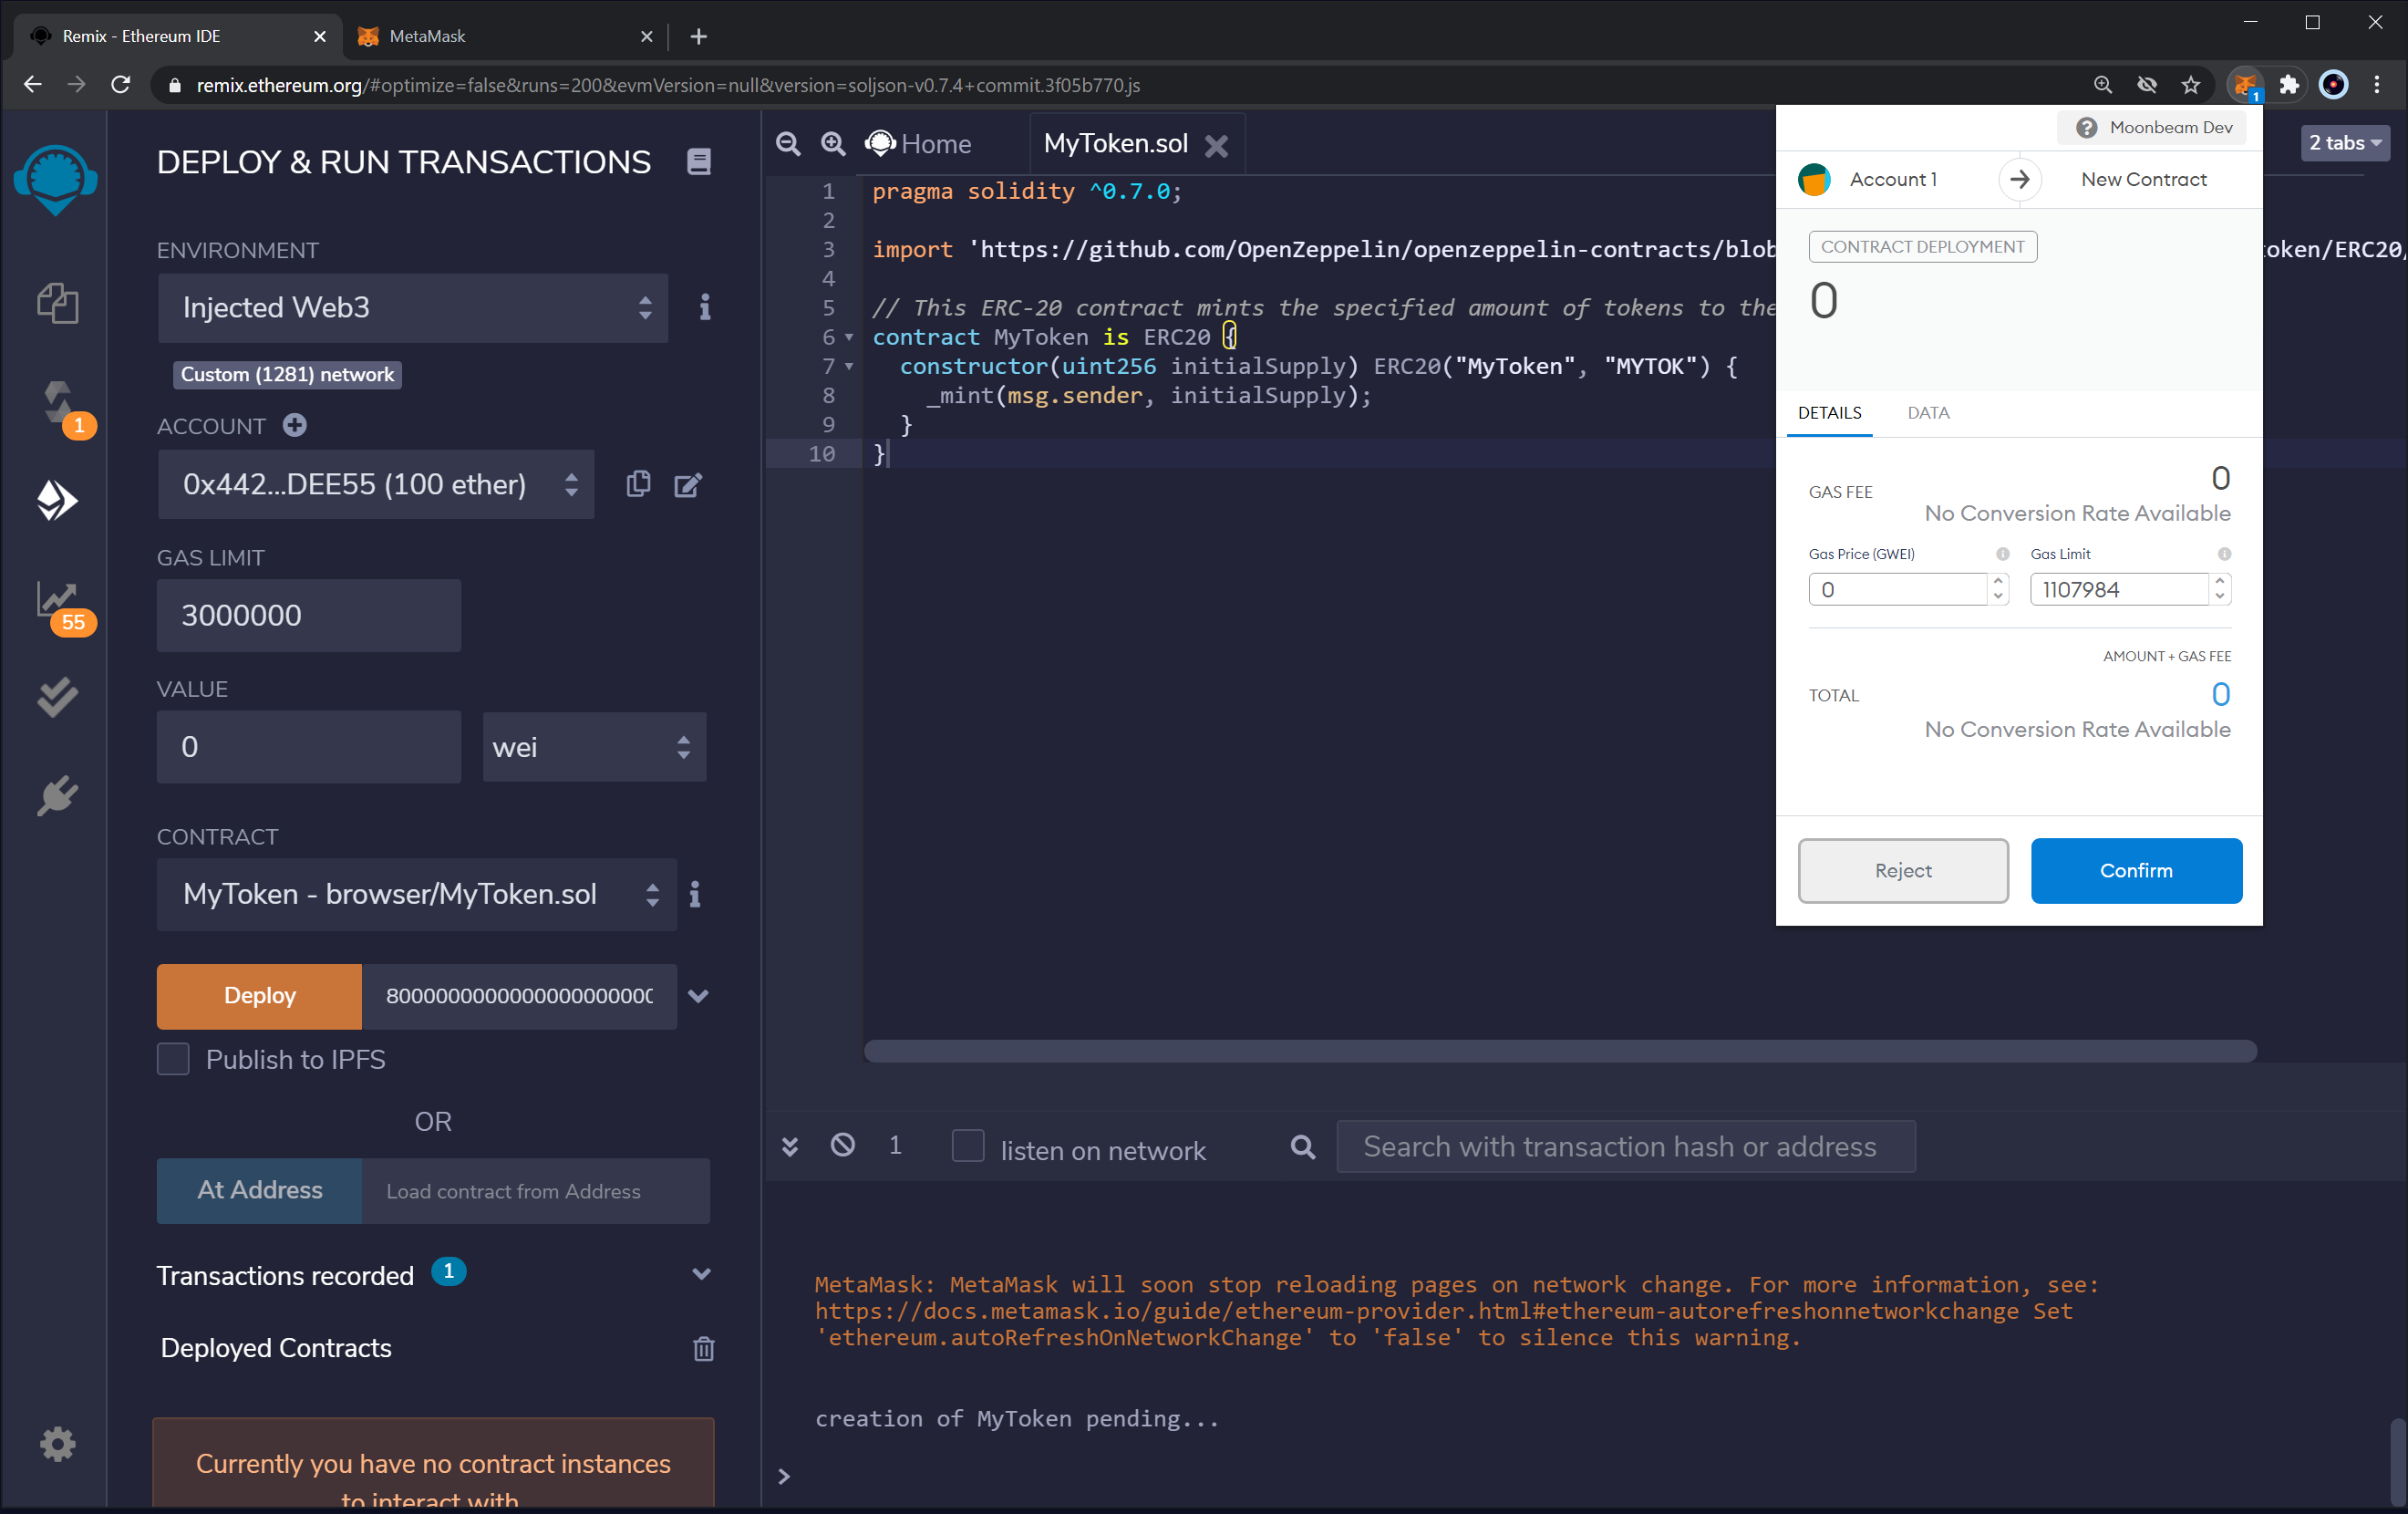 Remix - Ethereum IDE
MetaMask
remix.ethereum.org/#optimize=false&runs=200&evmVersion=null&version=soljson-v0.7.4+commit.3f05b770.js
1
DEPLOY & RUN TRANSACTIONS
ENVIRONMENT
Injected Web3
Custom (1281) network
ACCOUNT
0x442...DEE55 (100 ether)
GAS LIMIT
3000000
VALUE
0
wei
CONTRACT
MyToken - browser/MyToken.sol
Deploy
Publish to IPFS
OR
At Address
Load contract from Address
Transactions recorded 1
Deployed Contracts
Currently you have no contract instances
to interact with
1
55
Home
MyToken.sol
2 tabs
1 pragma solidity ^0.7.0;
2
3 import 'https://github.com/OpenZeppelin/openzeppelin-contracts/blob
oken/ERC20/
4
5 // This ERC-20 contract mints the specified amount of tokens to the
6 contract MyToken is ERC20 {
7 constructor(uint256 initialSupply) ERC20("MyToken", "MYTOK") {
8 _mint(msg.sender, initialSupply);
9 }
10 }
Moonbeam Dev
Account 1
New Contract
CONTRACT DEPLOYMENT
0
DETAILS
DATA
GAS FEE
0
No Conversion Rate Available
Gas Price (GWEI)
Gas Limit
0
1107984
AMOUNT + GAS FEE
TOTAL
0
No Conversion Rate Available
Reject
Confirm
1
listen on network
Search with transaction hash or address
MetaMask: MetaMask will soon stop reloading pages on network change. For more information, see:
https://docs.metamask.io/guide/ethereum-provider.html#ethereum-autorefreshonnetworkchange Set
'ethereum.autoRefreshOnNetworkChange' to 'false' to silence this warning.
creation of MyToken pending...
>